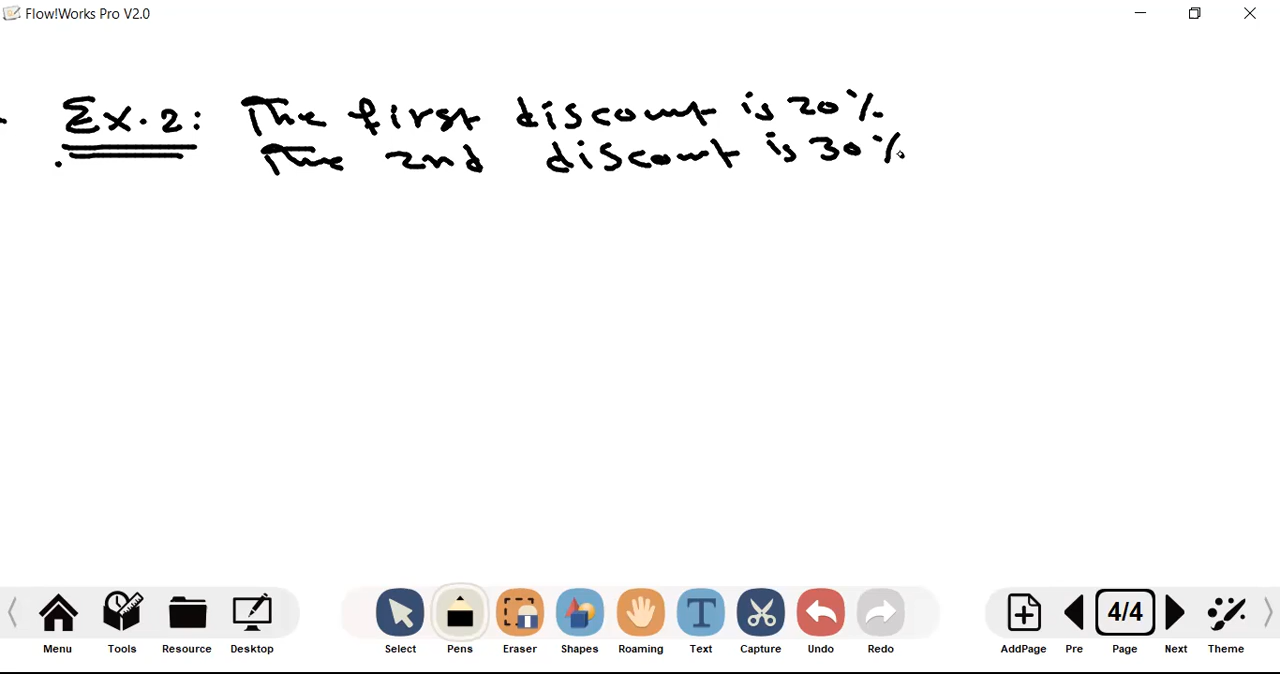 Flow!Works Pro V2.0
Ex.2: The first discount is 20%
The 2nd discount is 30%
Menu Tools Resource Desktop Select Pens Eraser Shapes Roaming Text Capture Undo Redo AddPage Pre 4/4 Page Next Theme